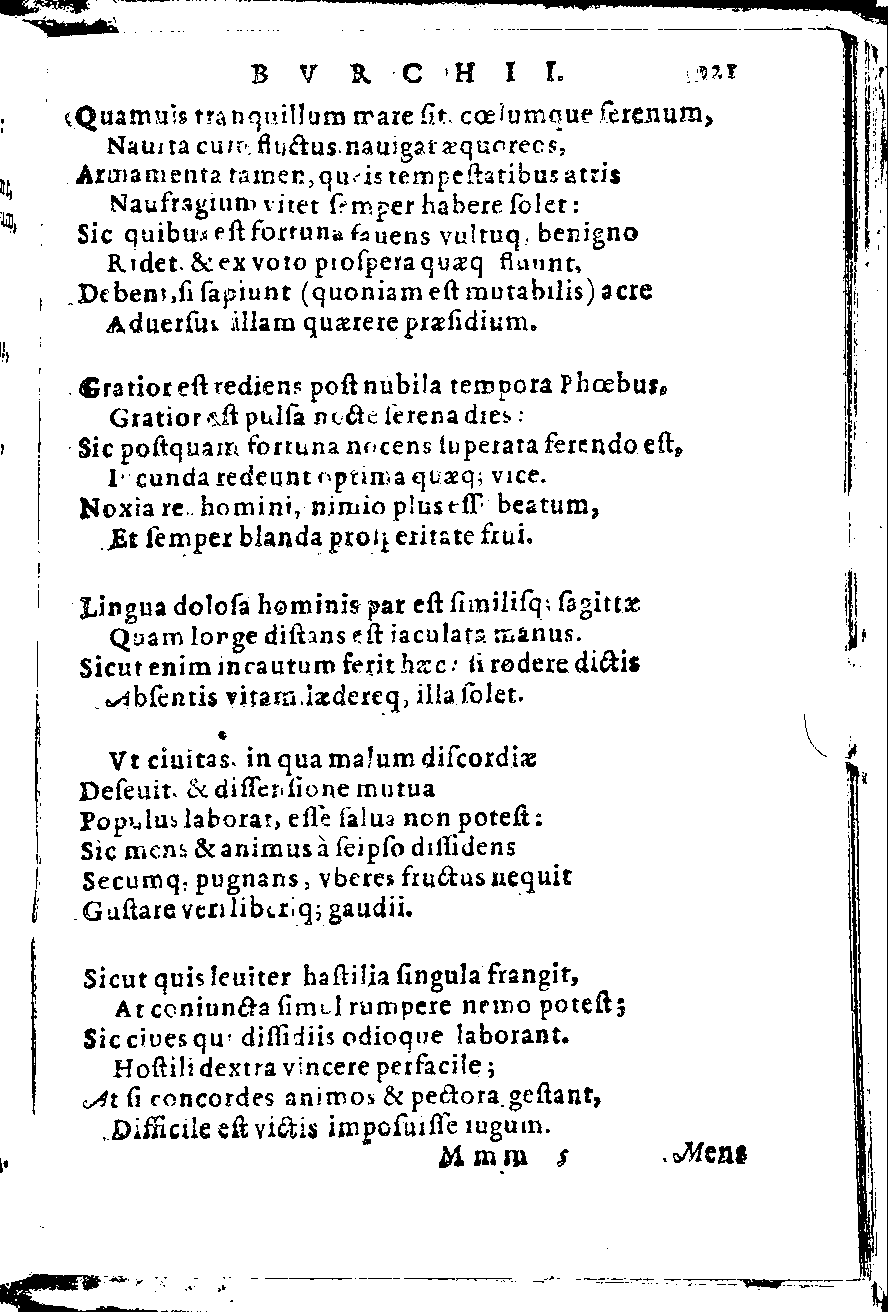 BVRCHII. 921
Quamuis tranquillum mare sit, cœlumque serenum,
Nauita cum fluctus nauigat æquoreos,
Armamenta tamen, queis tempestatibus atris
Naufragium vitet semper habere solet:
Sic quibus est fortuna fauens vultuq; benigno
Ridet, & ex voto prospera quæq; fluunt,
Debent, si sapiunt (quoniam est mutabilis) acre
Aduersus illam quærere præsidium.
Gratior est rediens post nubila tempora Phœbus,
Gratior est pulsa nocte serena dies:
Sic postquam fortuna nocens superata ferendo est,
Iucunda redeunt optima quæq; vice.
Noxia res homini, nimio plus esse beatum,
Et semper blanda prosperitate frui.
Lingua dolosa hominis par est similisq; sagittæ
Quam longe distans est iaculata manus.
Sicut enim incautum ferit hæc: si rodere dictis
Absentis vitam, lædereq, illa solet.
Vt ciuitas, in qua malum discordiæ
Deseuit, & dissensione mutua
Populus laborat, esse salua non potest:
Sic mens & animus à seipso dissidens
Secumq; pugnans, vberes fructus nequit
Gustare veri liberiq; gaudii.
Sicut quis leuiter hastilia singula frangit,
At coniuncta simul rumpere nemo potest;
Sic ciues qui dissidiis odioque laborant.
Hostili dextra vincere perfacile;
At si concordes animos & pectora gestant,
Difficile est victis imposuisse iugum.
Mmm 5 Mens